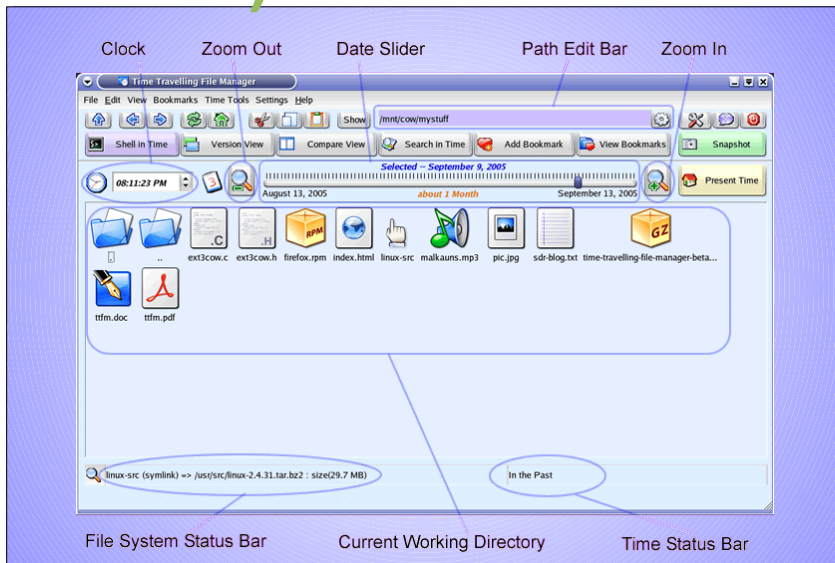 Clock Zoom Out Date Slider Path Edit Bar Zoom In
Time Travelling File Manager
File Edit View Bookmarks Time Tools Settings Help
Show /mnt/cow/mystuff
Shell in Time Version View Compare View Search in Time Add Bookmark View Bookmarks Snapshot
Selected -- September 9, 2005
08:11:23 PM 3 Present Time
August 13, 2005 about 1 Month September 13, 2005
.C .H RPM GZ
. .. ext3cow.c ext3cow.h firefox.rpm index.html linux-src malkauns.mp3 pic.jpg sdr-blog.txt time-travelling-file-manager-beta...
ttfm.doc ttfm.pdf
linux-src (symlink) => /usr/src/linux-2.4.31.tar.bz2 : size(29.7 MB) In the Past
File System Status Bar Current Working Directory Time Status Bar